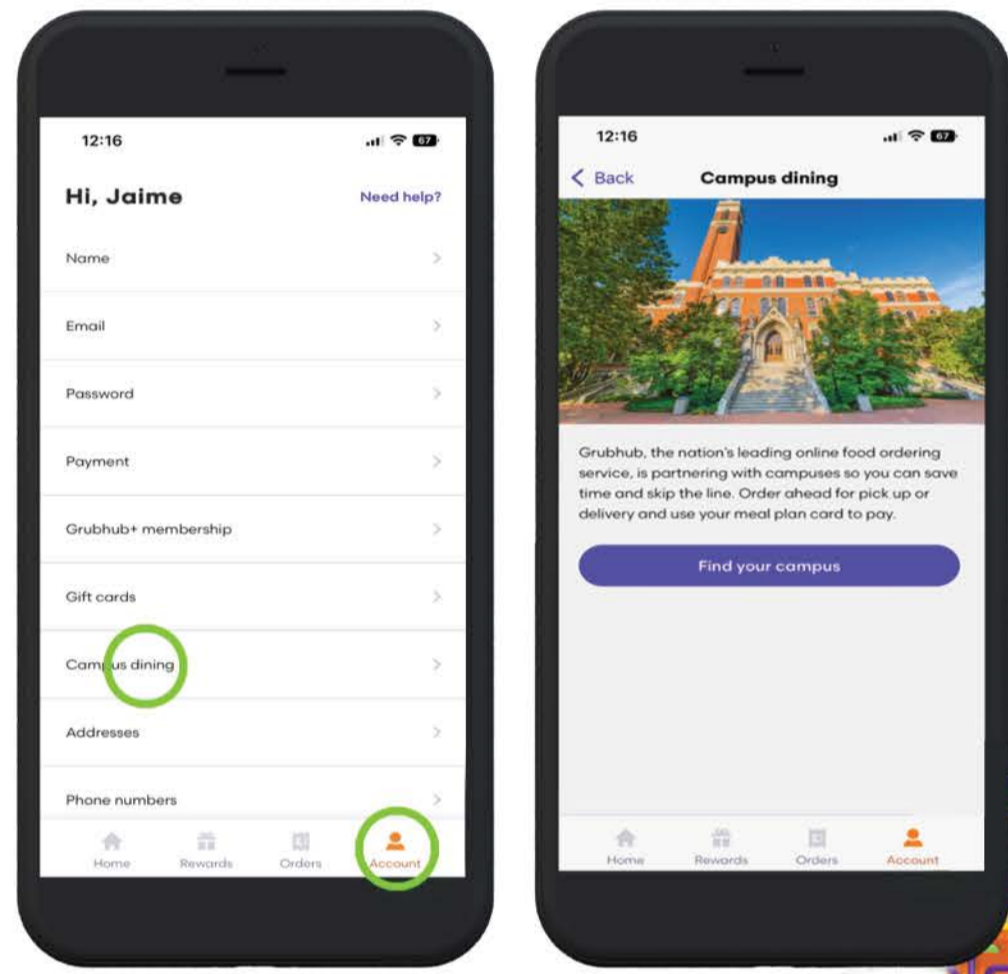 12:16
67
Hi, Jaime
Need help?
Name
Email
Password
Payment
Grubhub+ membership
Gift cards
Campus dining
Addresses
Phone numbers
Home
Rewards
Orders
Account
12:16
67
Back
Campus dining
Grubhub, the nation's leading online food ordering
service, is partnering with campuses so you can save
time and skip the line. Order ahead for pick up or
delivery and use your meal plan card to pay.
Find your campus
Home
Rewards
Orders
Account